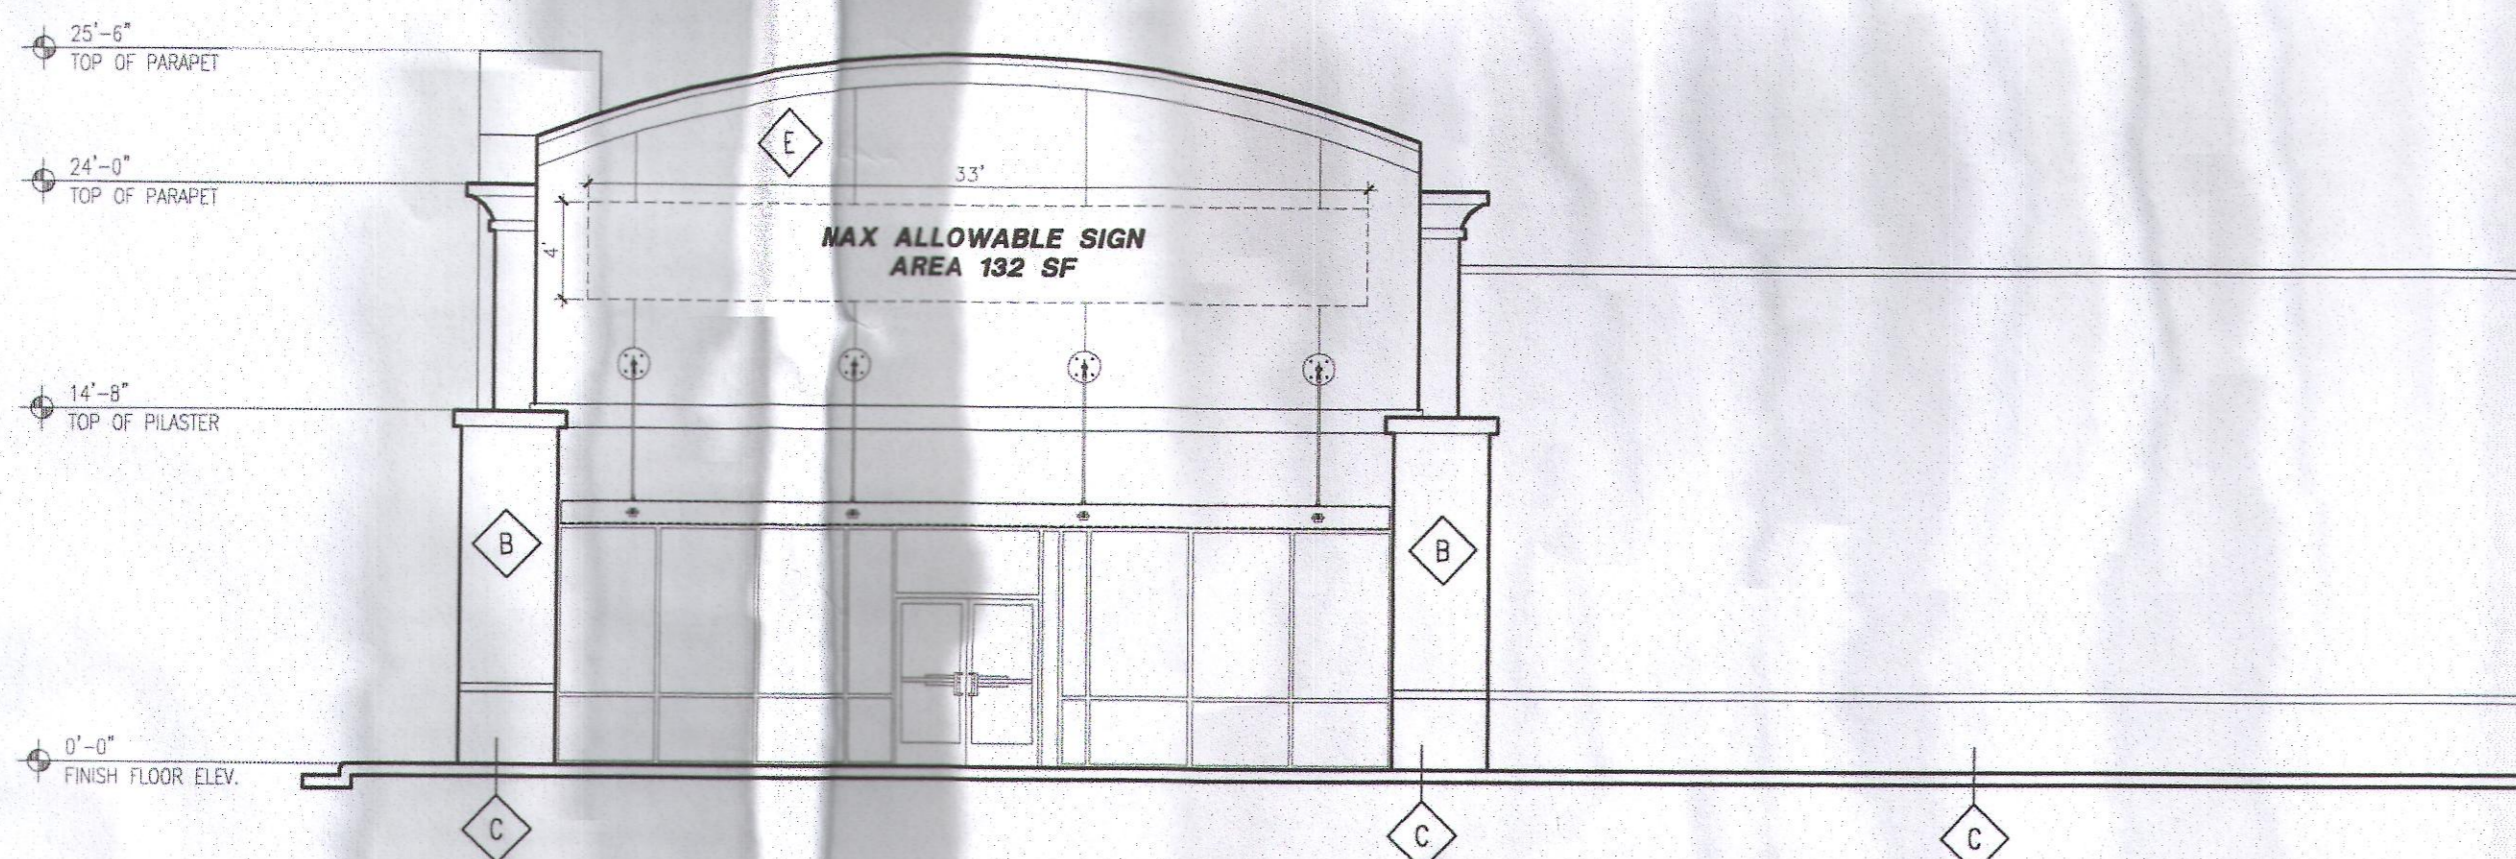 25'-6"
TOP OF PARAPET
E
24'-0"
TOP OF PARAPET
33'
4'
MAX ALLOWABLE SIGN
AREA 132 SF
14'-8"
TOP OF PILASTER
B
B
0'-0"
FINISH FLOOR ELEV.
C
C
C